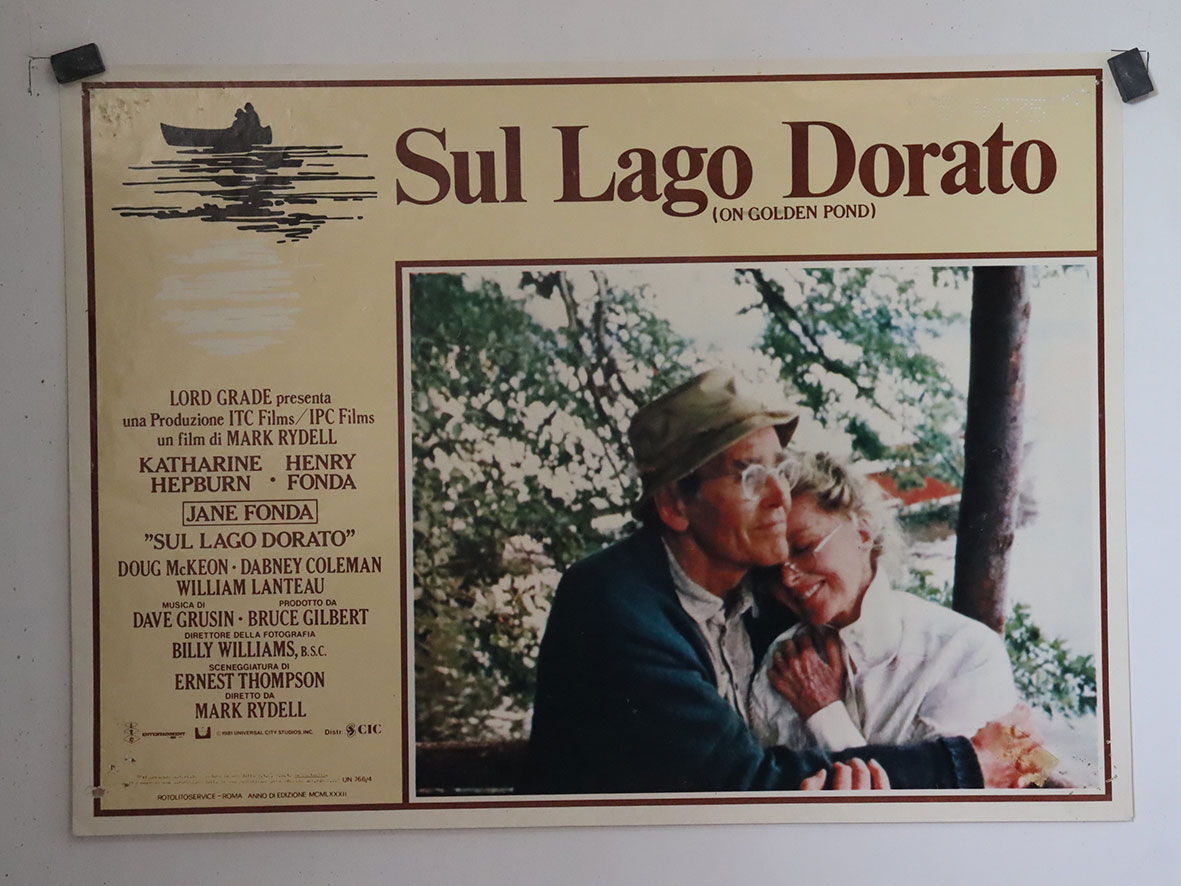 Sul Lago Dorato
(ON GOLDEN POND)
LORD GRADE presenta
una Produzione ITC Films/IPC Films
un film di MARK RYDELL
KATHARINE HEPBURN · HENRY FONDA
JANE FONDA
"SUL LAGO DORATO"
DOUG McKEON · DABNEY COLEMAN
WILLIAM LANTEAU
MUSICA DI PRODOTTO DA
DAVE GRUSIN · BRUCE GILBERT
DIRETTORE DELLA FOTOGRAFIA
BILLY WILLIAMS, B.S.C.
SCENEGGIATURA DI
ERNEST THOMPSON
DIRETTO DA
MARK RYDELL
ENTERTAINMENT © 1981 UNIVERSAL CITY STUDIOS, INC. Distr CIC
UN 768/4
ROTOLITOSERVICE - ROMA ANNO DI EDIZIONE MCMLXXXII